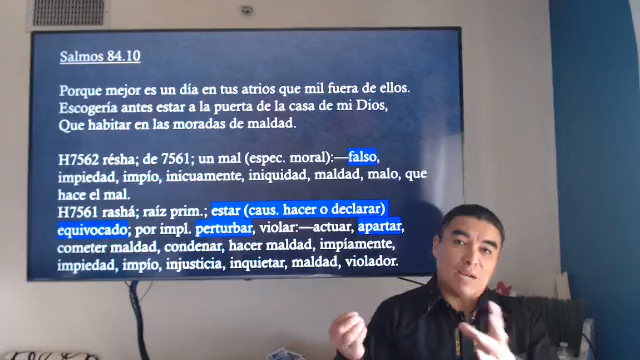 Salmos 84.10
Porque mejor es un día en tus atrios que mil fuera de ellos.
Escogería antes estar a la puerta de la casa de mi Dios,
Que habitar en las moradas de maldad.
H7562 résha; de 7561; un mal (espec. moral):—falso,
impiedad, impío, inicuamente, iniquidad, maldad, malo, que
hace el mal.
H7561 rashá; raíz prim.; estar (caus. hacer o declarar)
equivocado; por impl. perturbar, violar:—actuar, apartar,
cometer maldad, condenar, hacer maldad, impíamente,
impiedad, impío, injusticia, inquietar, maldad, violador.